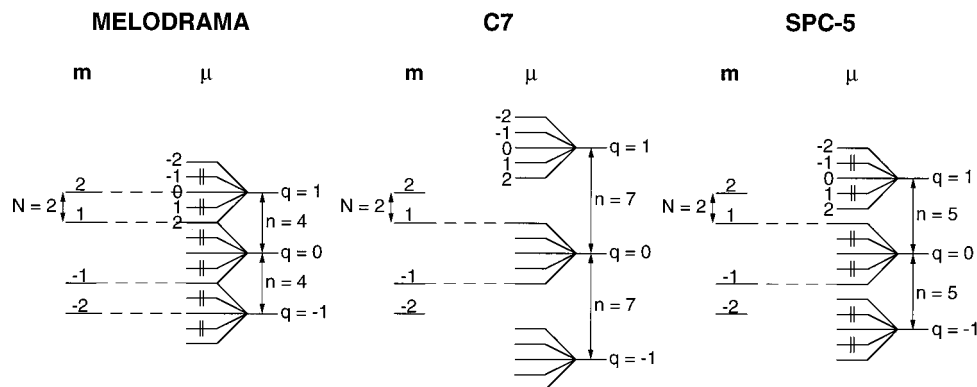 MELODRAMA
m μ
2
1
-1
-2
N = 2
-2
-1
0
1
2
q = 1
n = 4
q = 0
n = 4
q = -1
C7
m μ
2
1
-1
-2
N = 2
-2
-1
0
1
2
q = 1
n = 7
q = 0
n = 7
q = -1
SPC-5
m μ
2
1
-1
-2
N = 2
-2
-1
0
1
2
q = 1
n = 5
q = 0
n = 5
q = -1